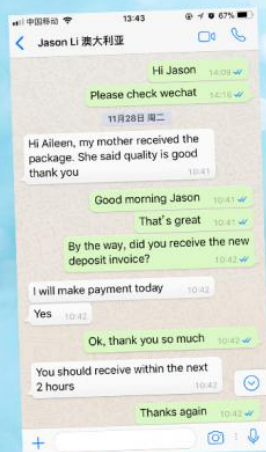 中国移动 13:43 67%
Jason Li 澳大利亚
Hi Jason 14:09
Please check wechat 14:16
11月28日 周二
Hi Aileen, my mother received the
package. She said quality is good
thank you 10:41
Good morning Jason 10:41
That's great 10:41
By the way, did you receive the new
deposit invoice? 10:42
I will make payment today 10:42
Yes 10:42
Ok, thank you so much 10:42
You should receive within the next
2 hours 10:42
Thanks again 10:42